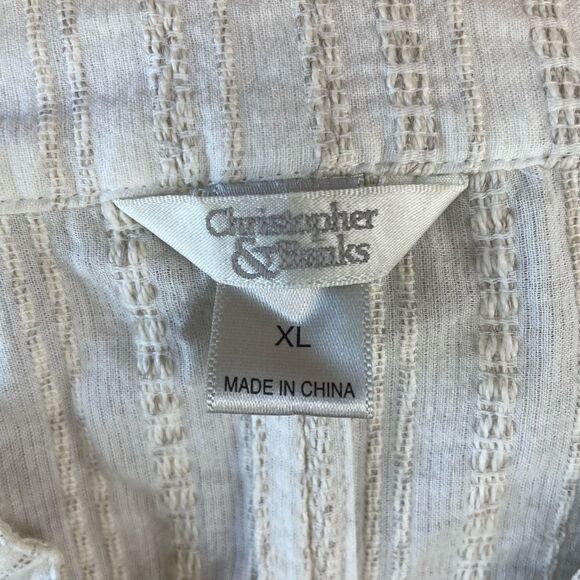 Christopher
& Banks
XL
MADE IN CHINA